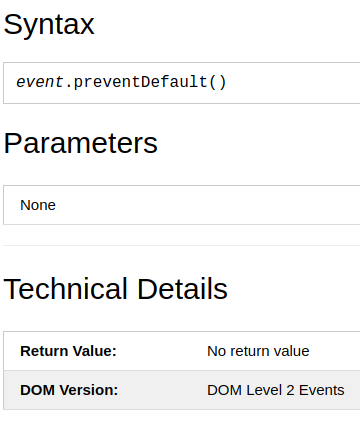 Syntax
event.preventDefault()
Parameters
None
Technical Details
Return Value: No return value
DOM Version: DOM Level 2 Events